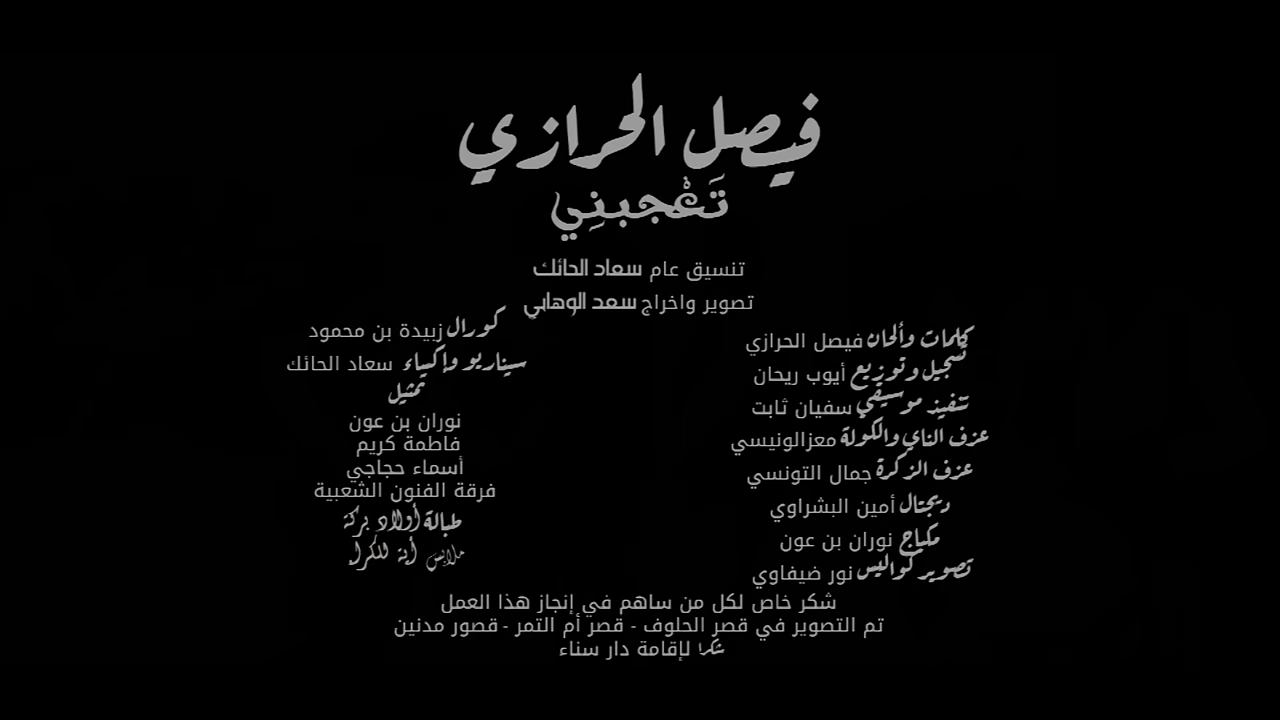 فيصل الحرازي
تَعْجبنِي
تنسيق عام سعاد الحائك
تصوير واخراج سعد الوهابي
كلمات وألحان فيصل الحرازي
تسجيل وتوزيع أيوب ريحان
تنفيذ موسيقي سفيان ثابت
عزف الناي والكولة معزالونيسي
عزف الزكرة جمال التونسي
ديجتال أمين البشراوي
مكياج نوران بن عون
تصوير كواليس نور ضيفاوي
كورال زبيدة بن محمود
سيناريو وإكساء سعاد الحائك
تمثيل
نوران بن عون
فاطمة كريم
أسماء حجاجي
فرقة الفنون الشعبية
طبالة أولاد بركة
ملابس أية للكراء
شكر خاص لكل من ساهم في إنجاز هذا العمل
تم التصوير في قصر الحلوف - قصر أم التمر - قصور مدنين
شكرا لإقامة دار سناء